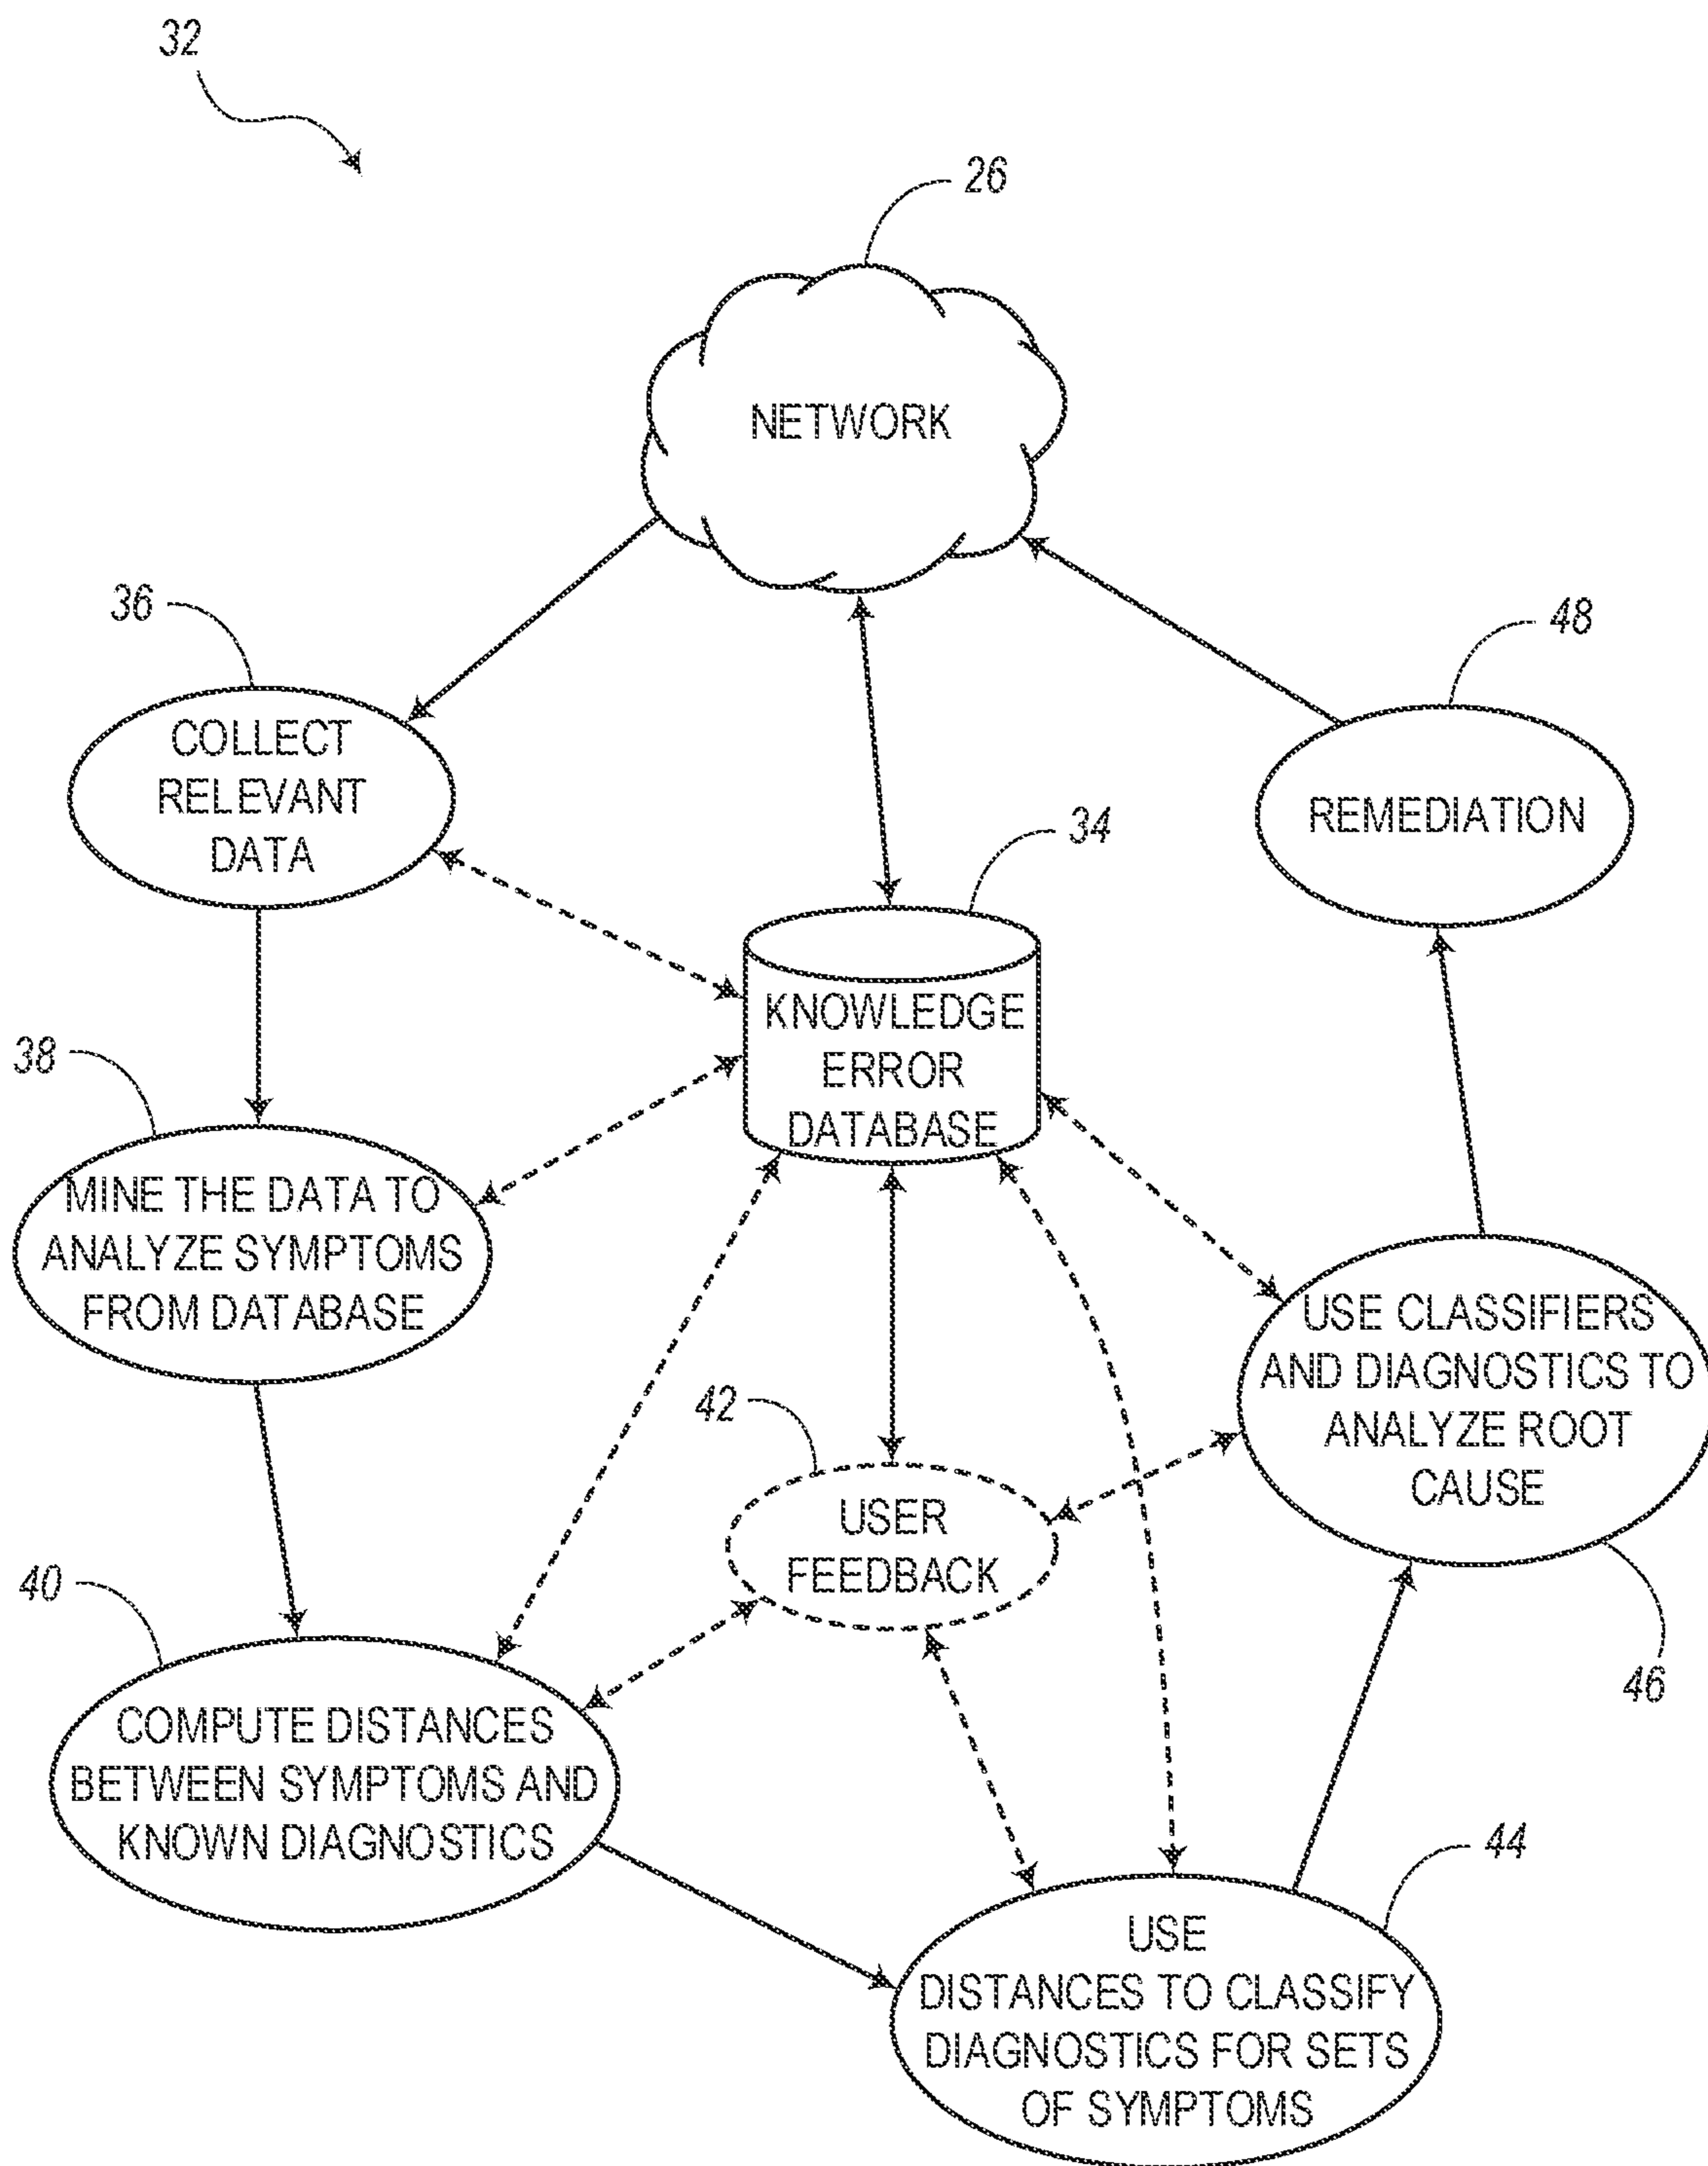 32
26
NETWORK
36
48
COLLECT
RELEVANT
DATA
REMEDIATION
34
KNOWLEDGE
ERROR
DATABASE
38
MINE THE DATA TO
ANALYZE SYMPTOMS
FROM DATABASE
USE CLASSIFIERS
AND DIAGNOSTICS TO
ANALYZE ROOT
CAUSE
42
USER
FEEDBACK
40
46
COMPUTE DISTANCES
BETWEEN SYMPTOMS AND
KNOWN DIAGNOSTICS
44
USE
DISTANCES TO CLASSIFY
DIAGNOSTICS FOR SETS
OF SYMPTOMS